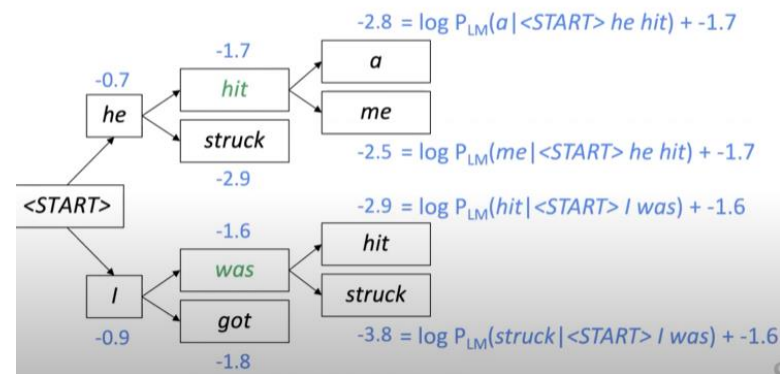 -2.8 = log P_LM(a|<START> he hit) + -1.7
-1.7
a
-0.7
hit
he
me
struck
-2.5 = log P_LM(me|<START> he hit) + -1.7
-2.9
-2.9 = log P_LM(hit|<START> I was) + -1.6
<START>
-1.6
hit
was
I
struck
got
-0.9
-3.8 = log P_LM(struck|<START> I was) + -1.6
-1.8